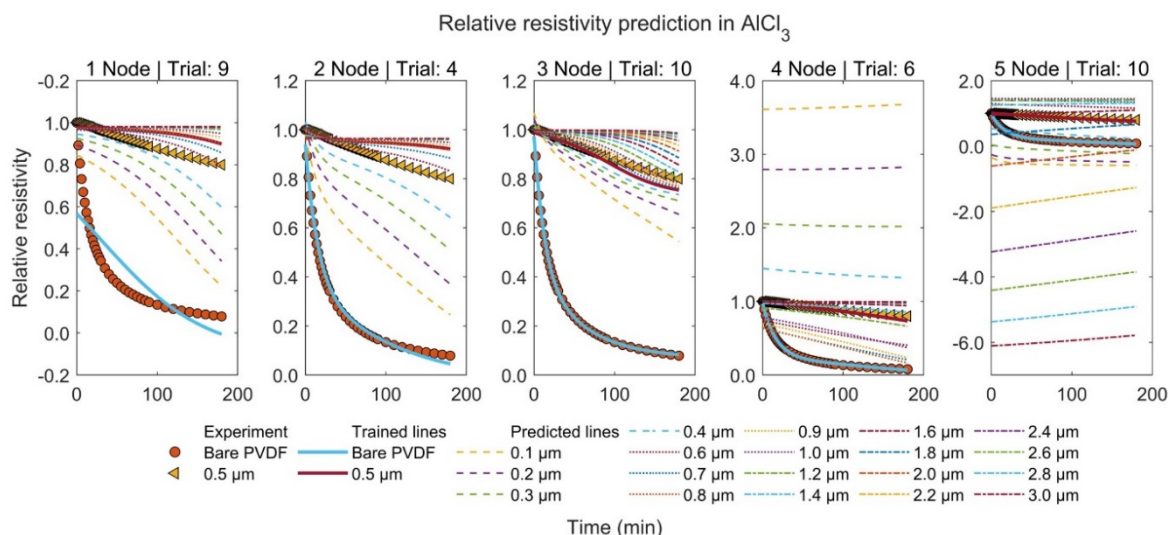 Relative resistivity prediction in AlCl3
1 Node | Trial: 9
2 Node | Trial: 4
3 Node | Trial: 10
4 Node | Trial: 6
5 Node | Trial: 10
Relative resistivity
-0.2
1.0
0.8
0.6
0.4
0.2
0.0
-0.2
0 100 200
1.2
1.0
0.8
0.6
0.4
0.2
0.0
0 100 200
1.2
1.0
0.8
0.6
0.4
0.2
0.0
0 100 200
4.0
3.0
2.0
1.0
0.0
0 100 200
2.0
0.0
-2.0
-4.0
-6.0
0 100 200
Experiment
Bare PVDF
0.5 µm
Trained lines
Bare PVDF
0.5 µm
Predicted lines
0.1 µm
0.2 µm
0.3 µm
0.4 µm
0.6 µm
0.7 µm
0.8 µm
0.9 µm
1.0 µm
1.2 µm
1.4 µm
1.6 µm
1.8 µm
2.0 µm
2.2 µm
2.4 µm
2.6 µm
2.8 µm
3.0 µm
Time (min)